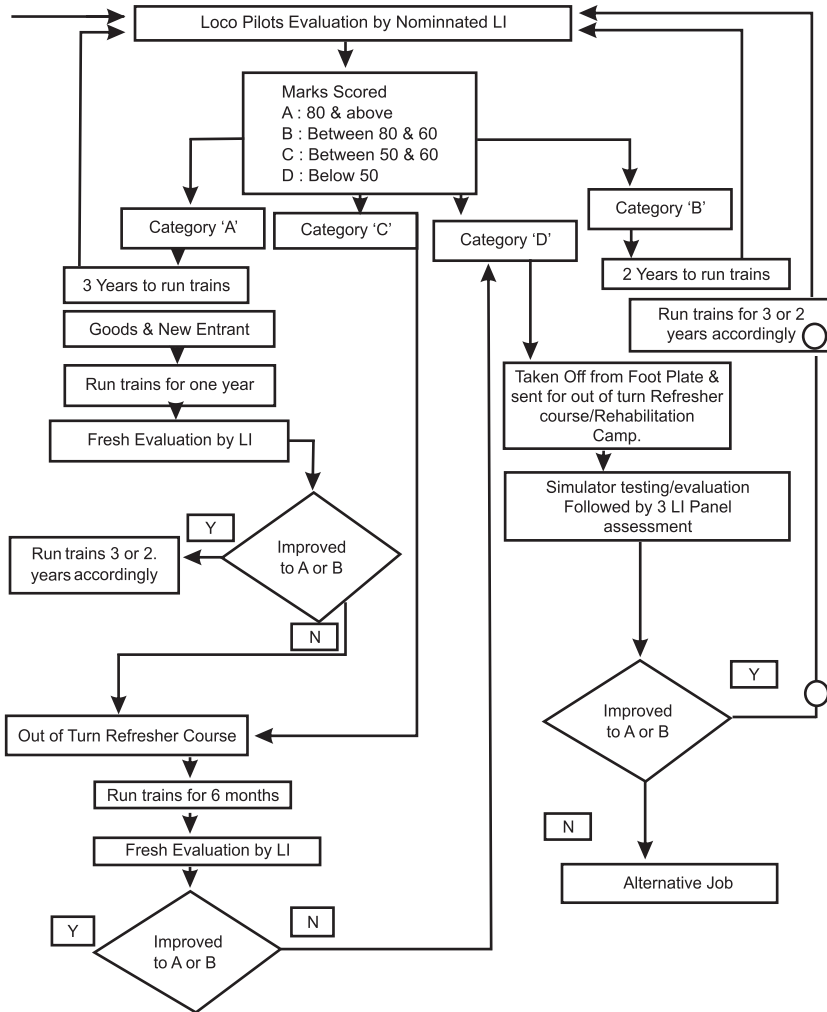 Loco Pilots Evaluation by Nominnated LI
Marks Scored
A : 80 & above
B : Between 80 & 60
C : Between 50 & 60
D : Below 50
Category ‘A’
Category ‘C’
Category ‘D’
Category ‘B’
3 Years to run trains
2 Years to run trains
Goods & New Entrant
Run trains for 3 or 2
years accordingly
Run trains for one year
Taken Off from Foot Plate &
sent for out of turn Refresher
course/Rehabilitation
Camp.
Fresh Evaluation by LI
Simulator testing/evaluation
Followed by 3 LI Panel
assessment
Y
Improved
to A or B
Run trains 3 or 2.
years accordingly
N
Y
Improved
to A or B
Out of Turn Refresher Course
Run trains for 6 months
N
Fresh Evaluation by LI
Alternative Job
Y
N
Improved
to A or B